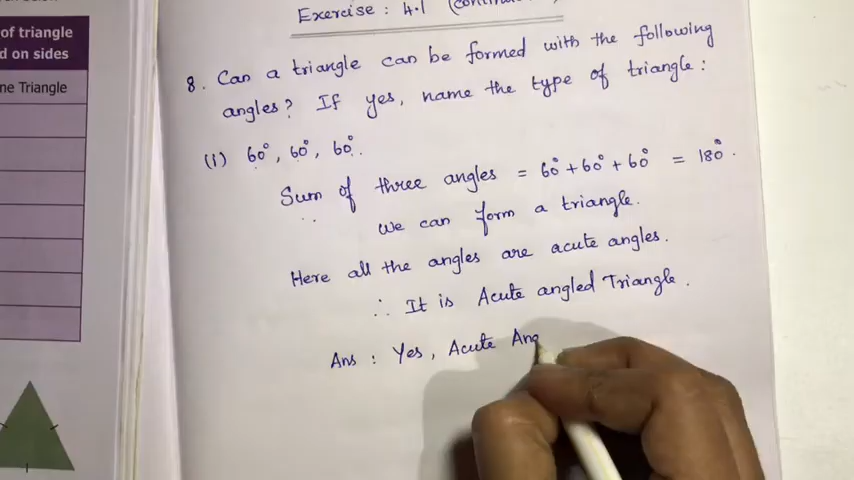 of triangle
d on sides
ne Triangle
Exercise : 4.1
8. Can a triangle can be formed with the following
angles? If yes, name the type of triangle :
(i) 60°, 60°, 60°.
Sum of three angles = 60° + 60° + 60° = 180°.
We can form a triangle.
Here all the angles are acute angles.
∴ It is Acute angled Triangle.
Ans : Yes, Acute Ang